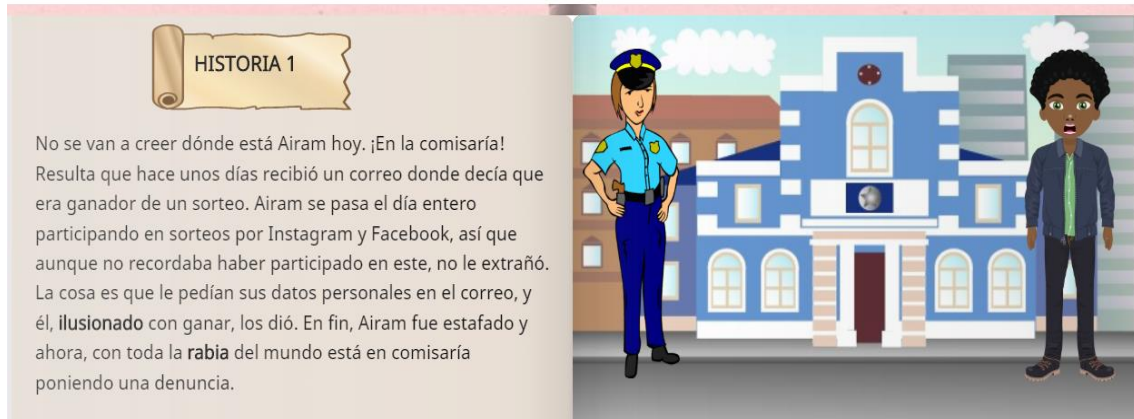 HISTORIA 1
No se van a creer dónde está Airam hoy. ¡En la comisaría!
Resulta que hace unos días recibió un correo donde decía que
era ganador de un sorteo. Airam se pasa el día entero
participando en sorteos por Instagram y Facebook, así que
aunque no recordaba haber participado en este, no le extrañó.
La cosa es que le pedían sus datos personales en el correo, y
él, ilusionado con ganar, los dió. En fin, Airam fue estafado y
ahora, con toda la rabia del mundo está en comisaría
poniendo una denuncia.